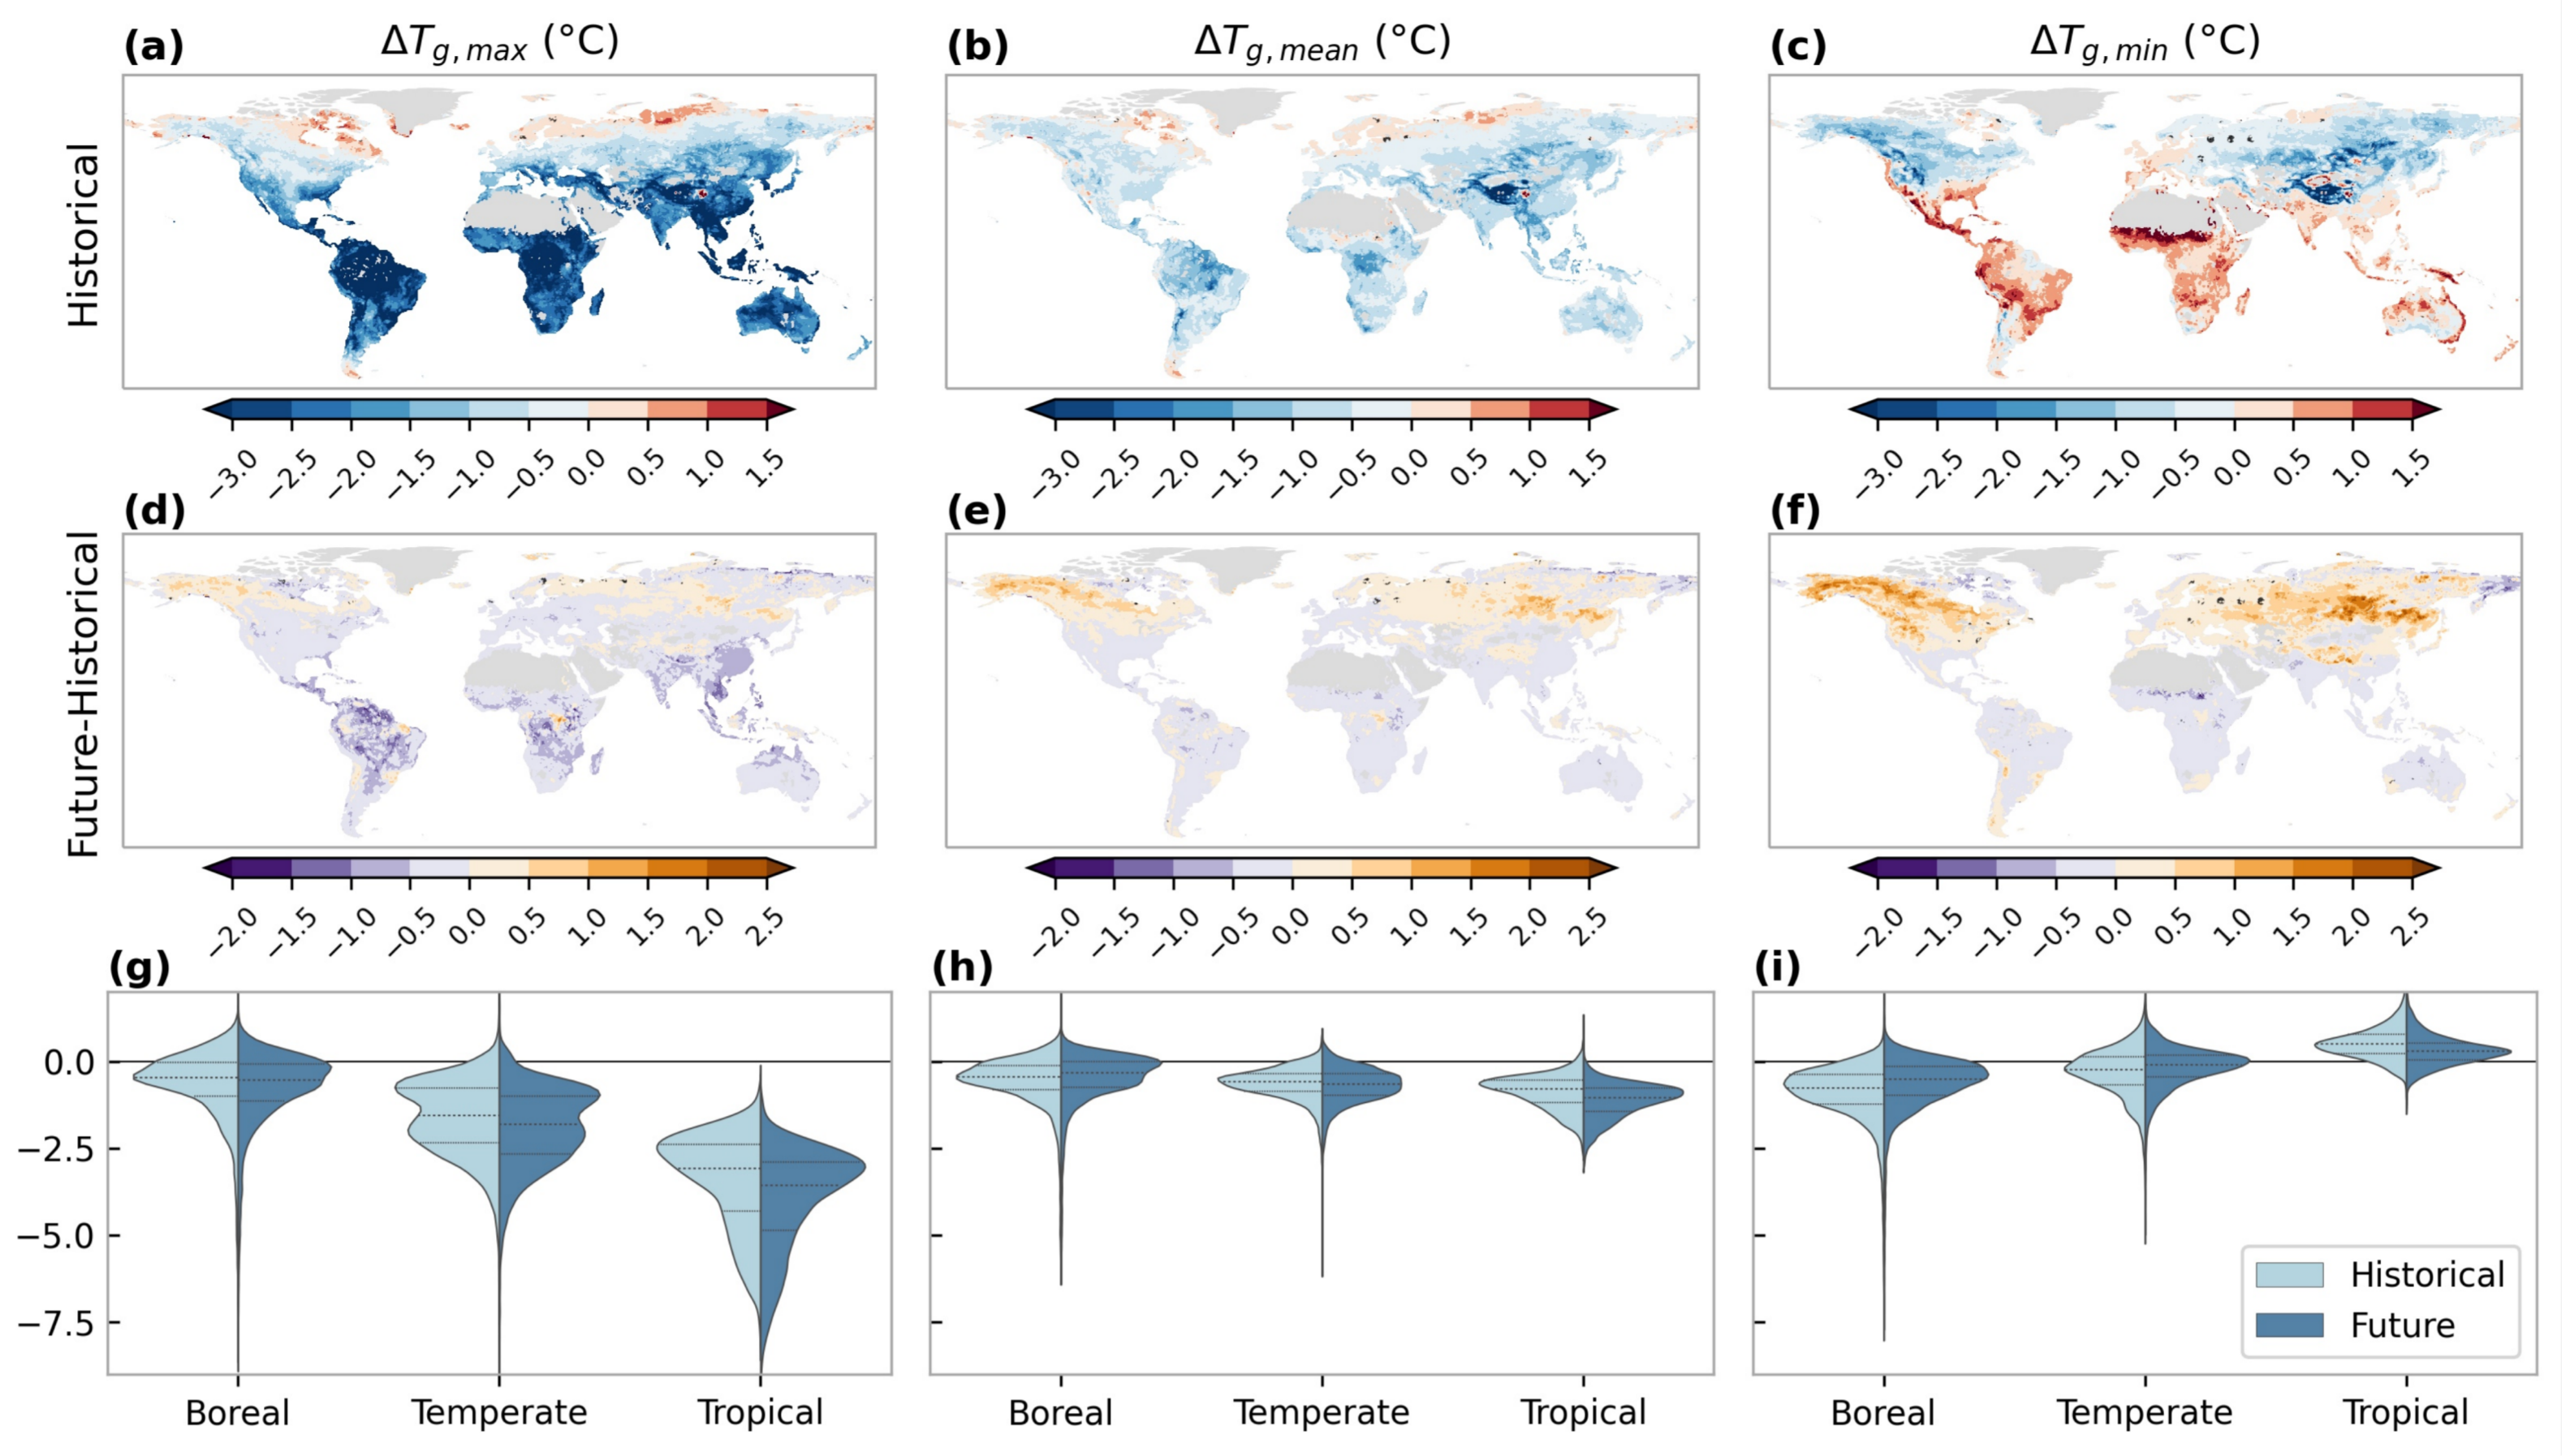 (a) ΔTg,max (°C) (b) ΔTg,mean (°C) (c) ΔTg,min (°C)
Historical
−3.0 −2.5 −2.0 −1.5 −1.0 −0.5 0.0 0.5 1.0 1.5 −3.0 −2.5 −2.0 −1.5 −1.0 −0.5 0.0 0.5 1.0 1.5 −3.0 −2.5 −2.0 −1.5 −1.0 −0.5 0.0 0.5 1.0 1.5
(d) (e) (f)
Future-Historical
−2.0 −1.5 −1.0 −0.5 0.0 0.5 1.0 1.5 2.0 2.5 −2.0 −1.5 −1.0 −0.5 0.0 0.5 1.0 1.5 2.0 2.5 −2.0 −1.5 −1.0 −0.5 0.0 0.5 1.0 1.5 2.0 2.5
(g) (h) (i)
0.0
−2.5
−5.0
−7.5
Historical
Future
Boreal Temperate Tropical Boreal Temperate Tropical Boreal Temperate Tropical